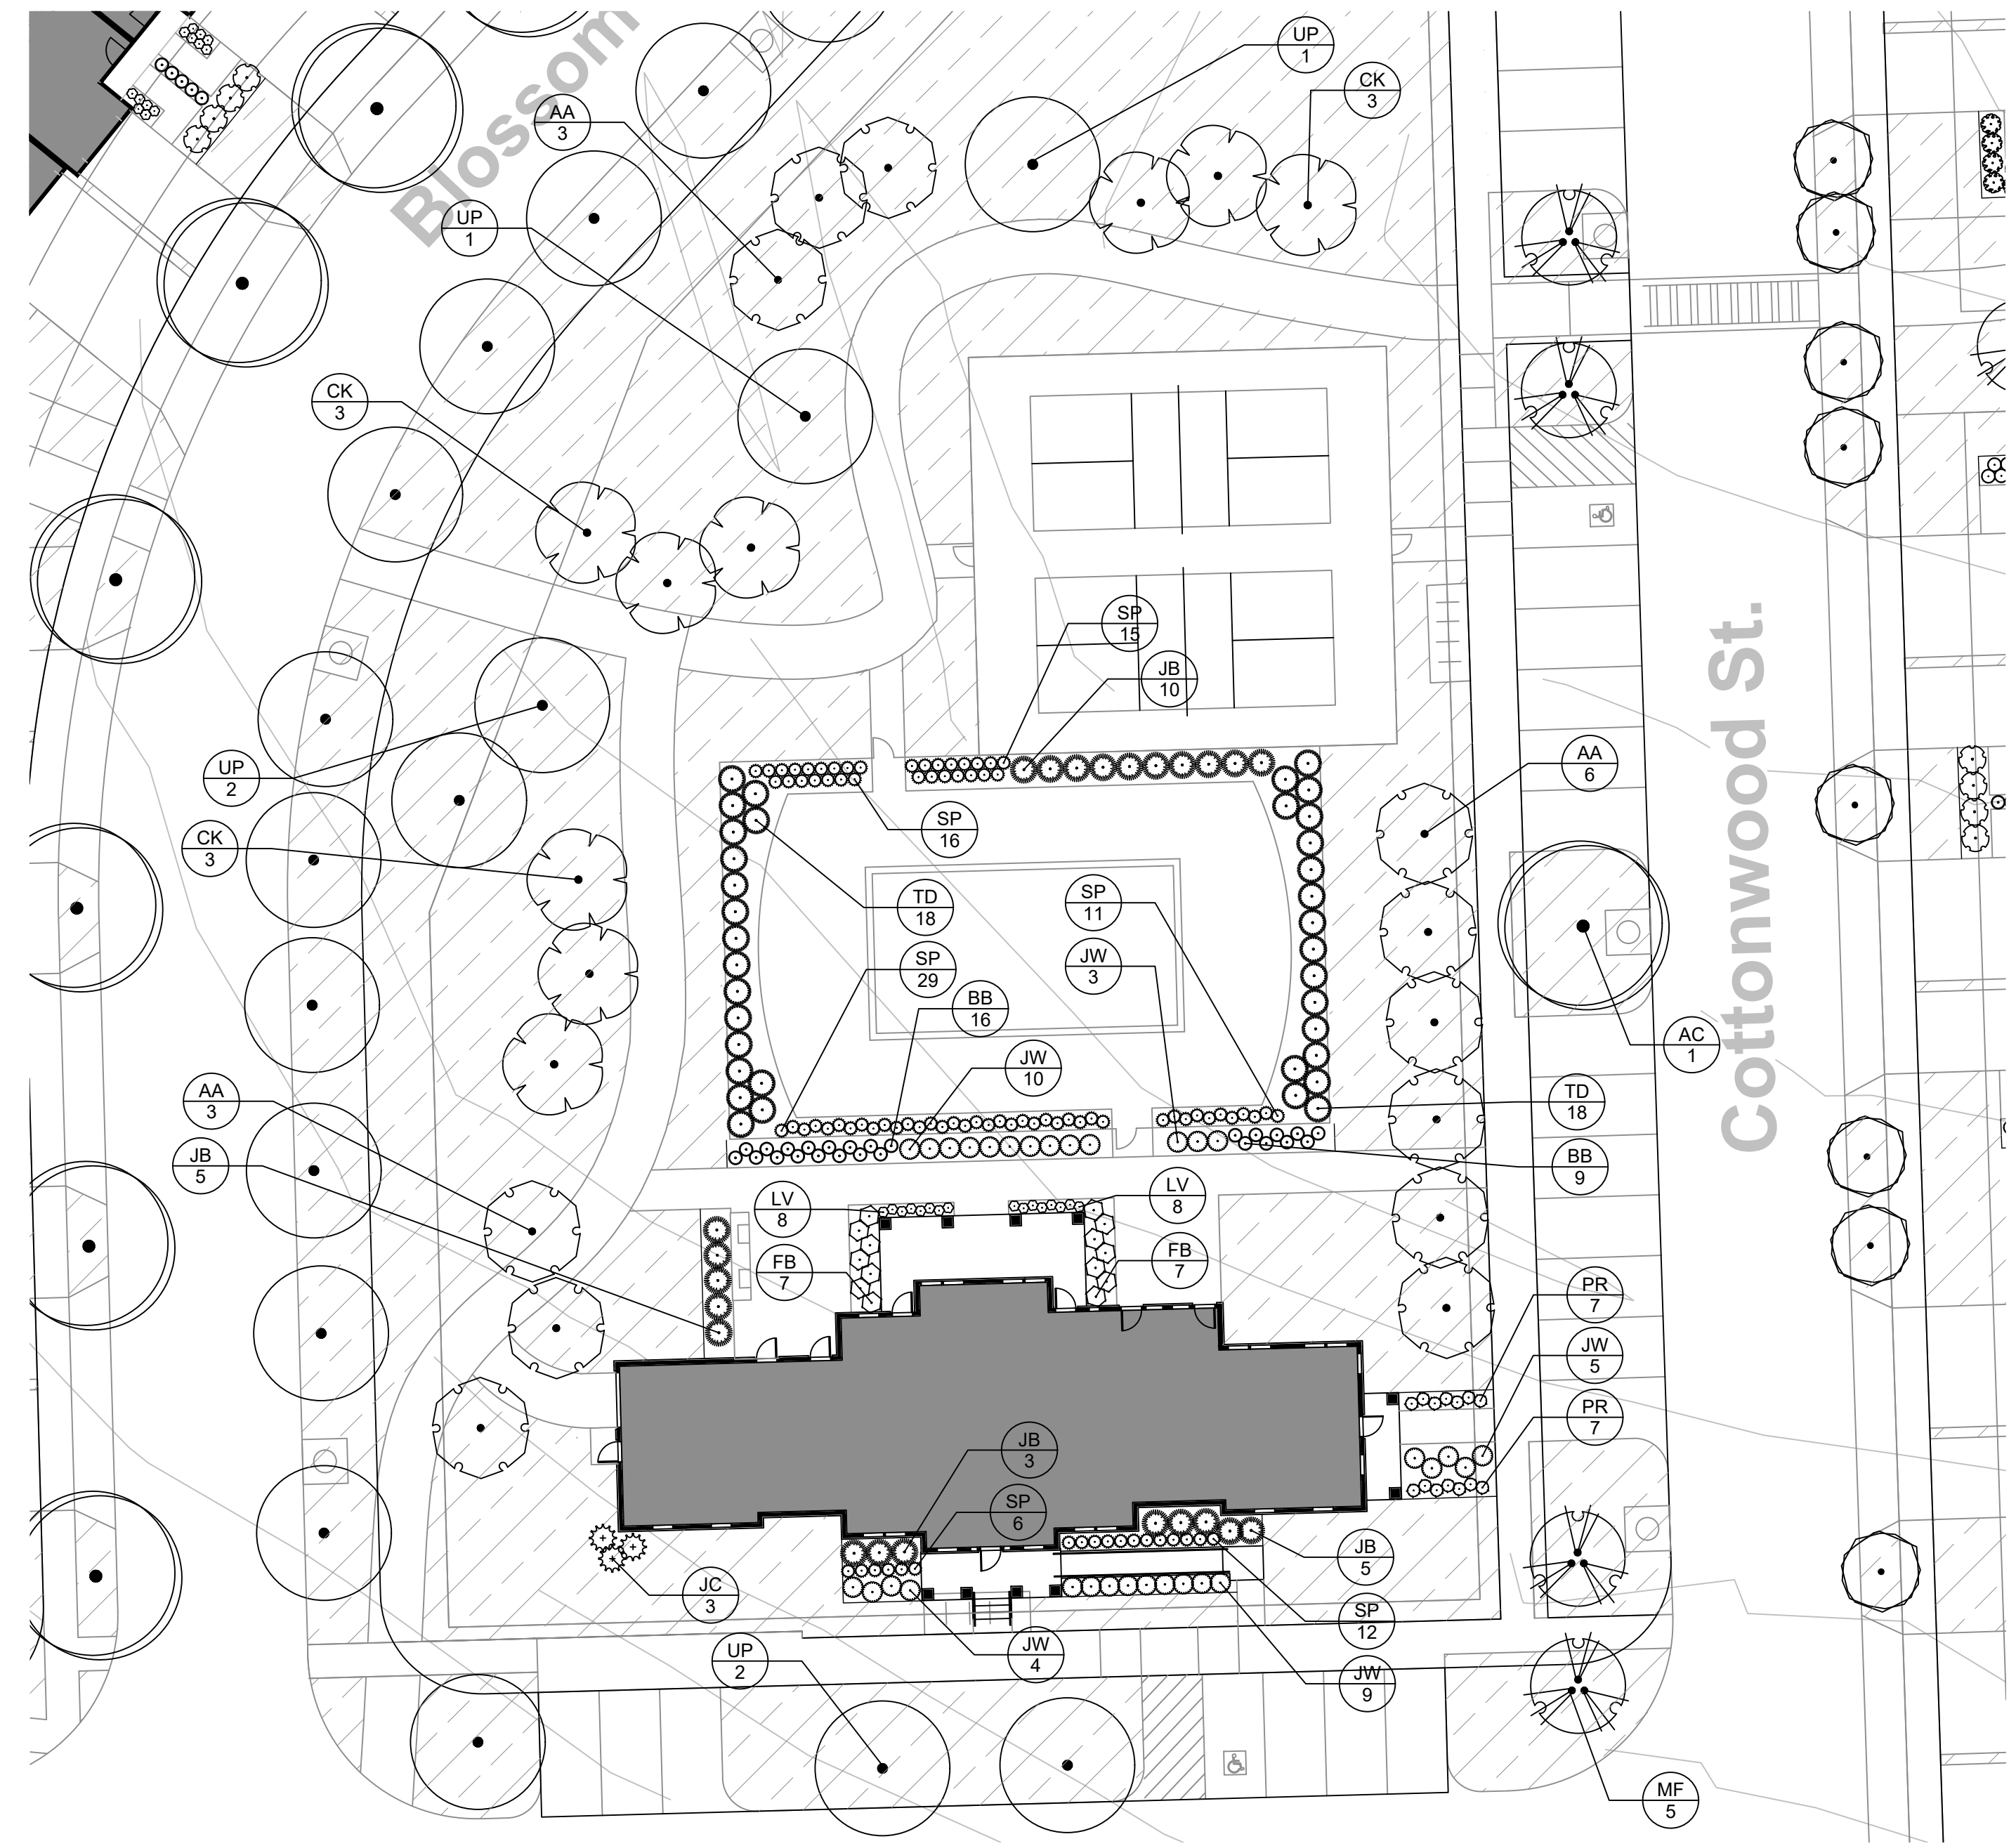 Blossom
UP
1
CK
3
AA
3
UP
1
CK
3
SP
15
JB
10
UP
2
AA
6
SP
16
CK
3
TD
18
SP
11
SP
29
JW
3
BB
16
Cottonwood St.
AC
1
JW
10
AA
3
TD
18
JB
5
BB
9
LV
8
LV
8
FB
7
FB
7
PR
7
JW
5
PR
7
JB
3
SP
6
JB
5
JC
3
SP
12
JW
4
UP
2
JW
9
MF
5